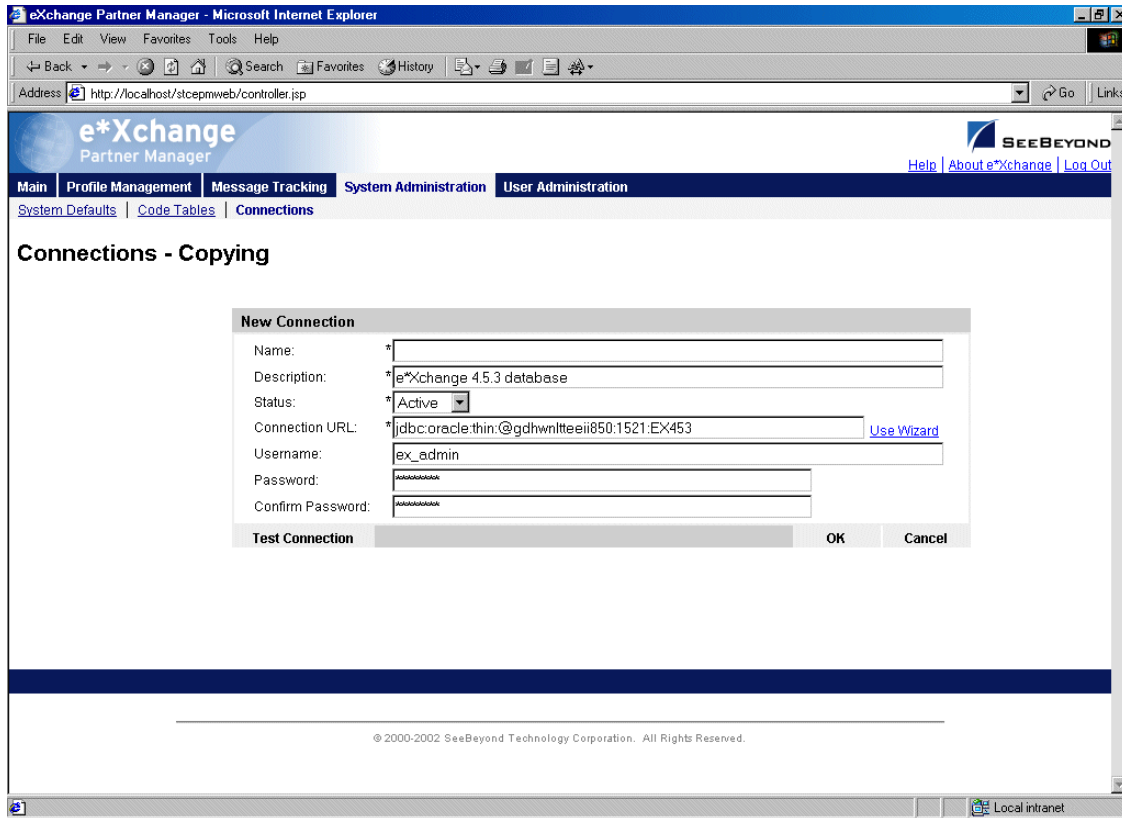 eXchange Partner Manager - Microsoft Internet Explorer
File Edit View Favorites Tools Help
Back Search Favorites History
Address http://localhost/stcepmweb/controller.jsp Go Links
e*Xchange
Partner Manager
SEEBEYOND
Help | About e*Xchange | Log Out
Main Profile Management Message Tracking System Administration User Administration
System Defaults | Code Tables | Connections
Connections - Copying
New Connection
Name: *
Description: * e*Xchange 4.5.3 database
Status: * Active
Connection URL: * jdbc:oracle:thin:@gdhwnltteeii850:1521:EX453 Use Wizard
Username: ex_admin
Password: *********
Confirm Password: *********
Test Connection OK Cancel
© 2000-2002 SeeBeyond Technology Corporation. All Rights Reserved.
Local intranet